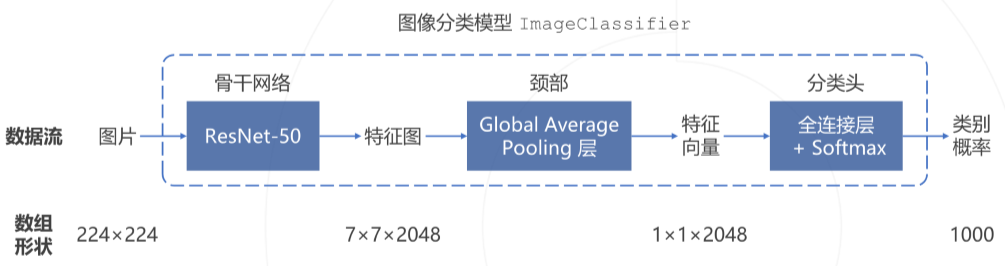 图像分类模型 ImageClassifier
骨干网络
颈部
分类头
数据流
图片
ResNet-50
特征图
Global Average
Pooling 层
特征
向量
全连接层
+ Softmax
类别
概率
数组
形状
224×224
7×7×2048
1×1×2048
1000